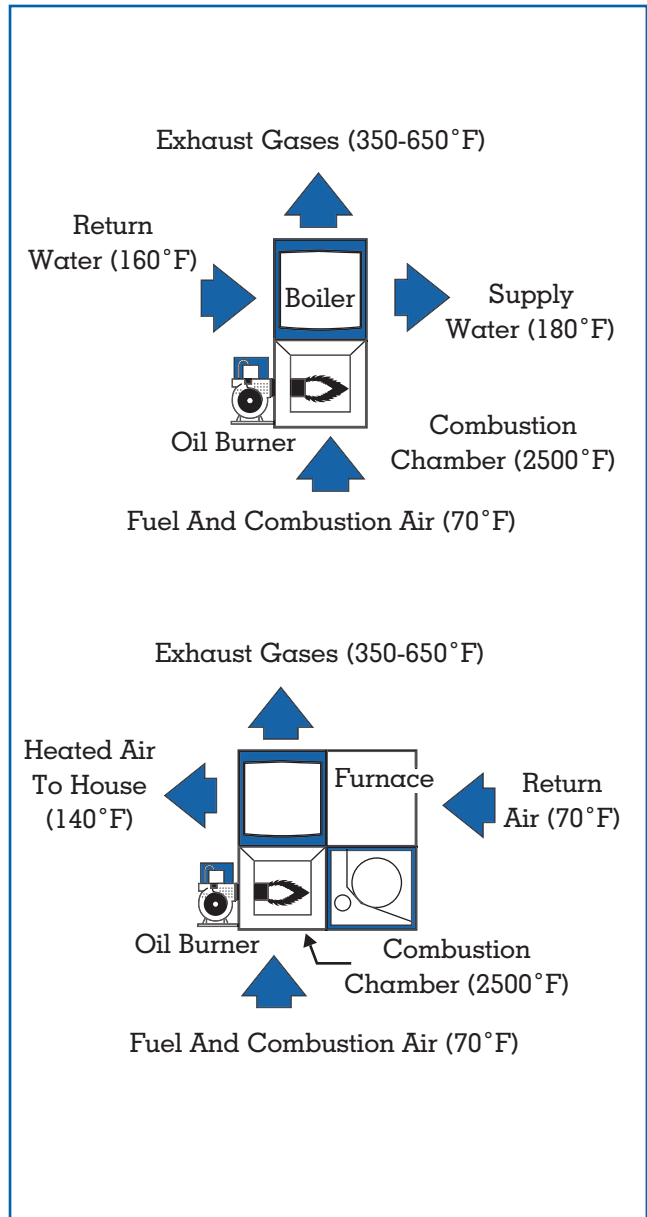 Exhaust Gases (350-650°F)
Return
Water (160°F)
Boiler
Supply
Water (180°F)
Oil Burner
Combustion
Chamber (2500°F)
Fuel And Combustion Air (70°F)
Exhaust Gases (350-650°F)
Heated Air
To House
(140°F)
Furnace
Return
Air (70°F)
Oil Burner
Combustion
Chamber (2500°F)
Fuel And Combustion Air (70°F)